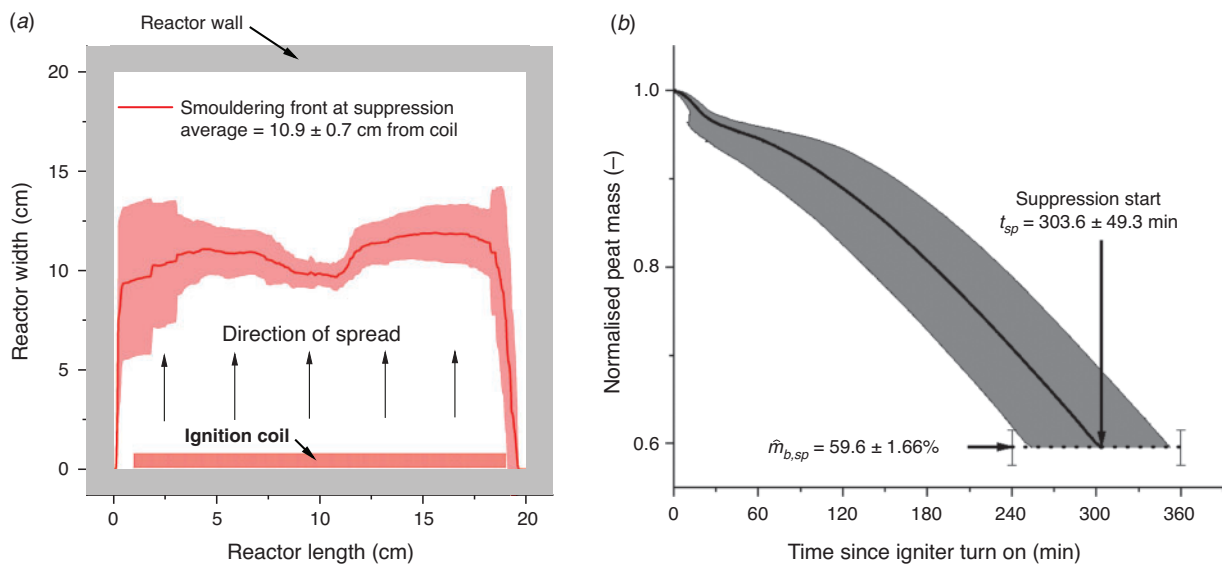 (a)
Reactor wall
20
15
10
5
0
Reactor width (cm)
Smouldering front at suppression
average = 10.9 ± 0.7 cm from coil
Direction of spread
Ignition coil
0
5
10
15
20
Reactor length (cm)
(b)
1.0
0.8
0.6
Normalised peat mass (–)
Suppression start
t_sp = 303.6 ± 49.3 min
m̂_b,sp = 59.6 ± 1.66%
0
60
120
180
240
300
360
Time since igniter turn on (min)